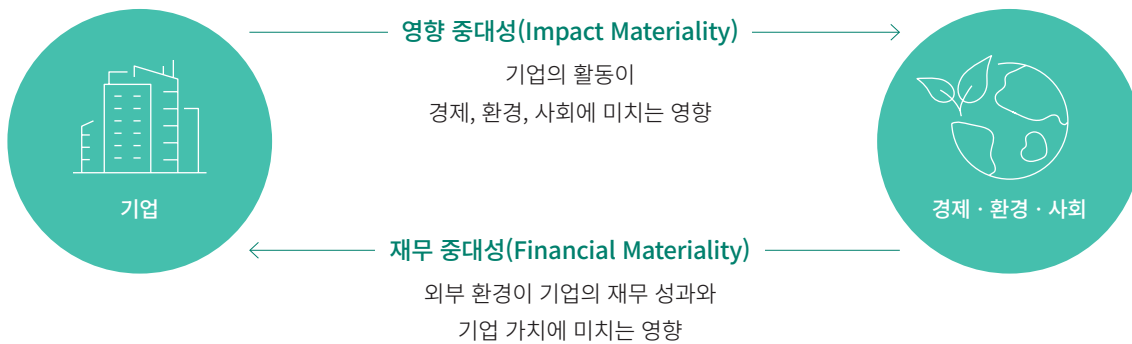 영향 중대성(Impact Materiality)
기업의 활동이
경제, 환경, 사회에 미치는 영향
기업
경제 · 환경 · 사회
재무 중대성(Financial Materiality)
외부 환경이 기업의 재무 성과와
기업 가치에 미치는 영향